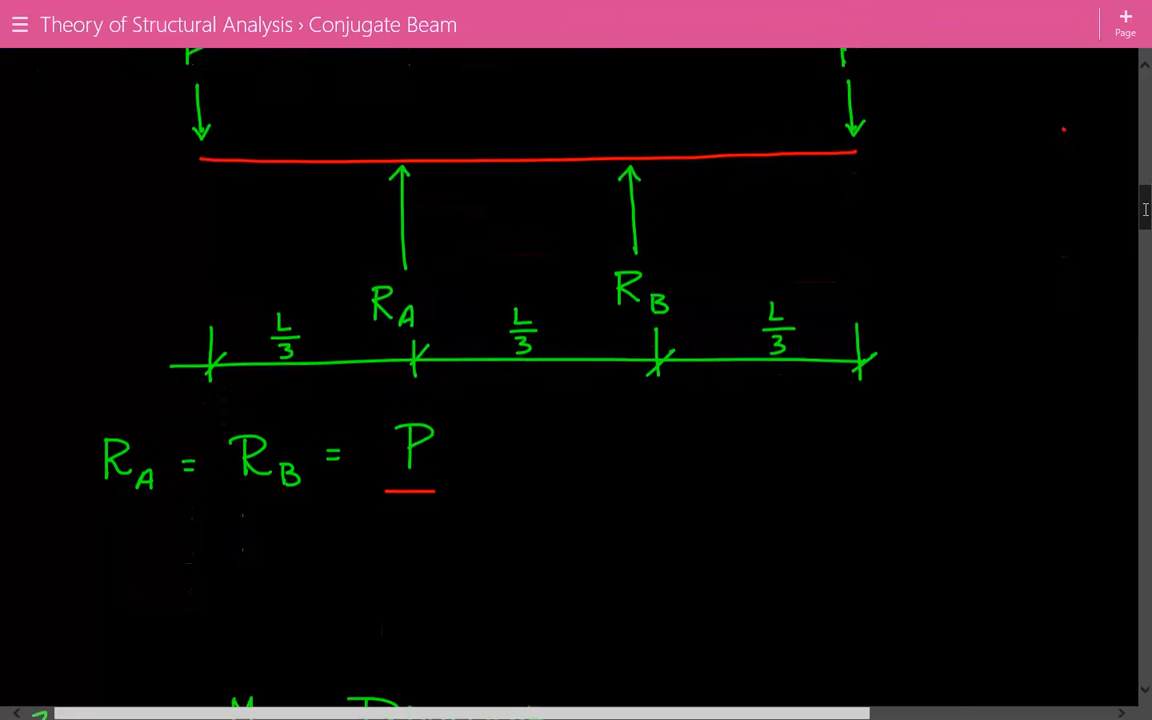 Theory of Structural Analysis › Conjugate Beam
Page
R_A
R_B
L/3
L/3
L/3
R_A = R_B = P